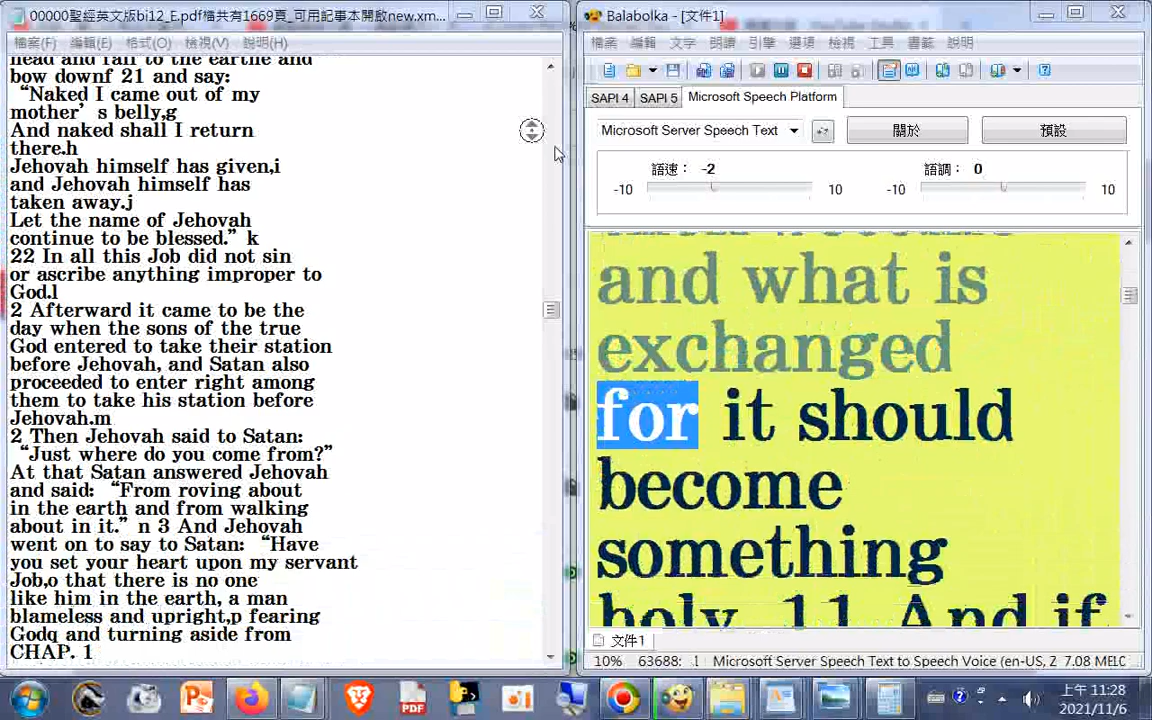 00000聖經英文版bi12_E.pdf檔共有1669頁_可用記事本開啟new.xm...
檔案(F) 編輯(E) 格式(O) 檢視(V) 說明(H)
head and fall to the earthe and
bow downf 21 and say:
“Naked I came out of my
mother’s belly,g
And naked shall I return
there.h
Jehovah himself has given,i
and Jehovah himself has
taken away.j
Let the name of Jehovah
continue to be blessed.” k
22 In all this Job did not sin
or ascribe anything improper to
God.l
2 Afterward it came to be the
day when the sons of the true
God entered to take their station
before Jehovah, and Satan also
proceeded to enter right among
them to take his station before
Jehovah.m
2 Then Jehovah said to Satan:
“Just where do you come from?”
At that Satan answered Jehovah
and said: “From roving about
in the earth and from walking
about in it.” n 3 And Jehovah
went on to say to Satan: “Have
you set your heart upon my servant
Job,o that there is no one
like him in the earth, a man
blameless and upright,p fearing
Godq and turning aside from
CHAP. 1
Balabolka - [文件1]
檔案 編輯 文字 朗讀 引擎 選項 檢視 工具 書籤 說明
SAPI 4 SAPI 5 Microsoft Speech Platform
Microsoft Server Speech Text 關於 預設
語速： -2 語調： 0
-10 10 -10 10
and what is
exchanged
for it should
become
something
holy. 11 And if
文件1
10% 63688: Microsoft Server Speech Text to Speech Voice (en-US, Z 7.08 MELC
PDF
上午 11:28
2021/11/6